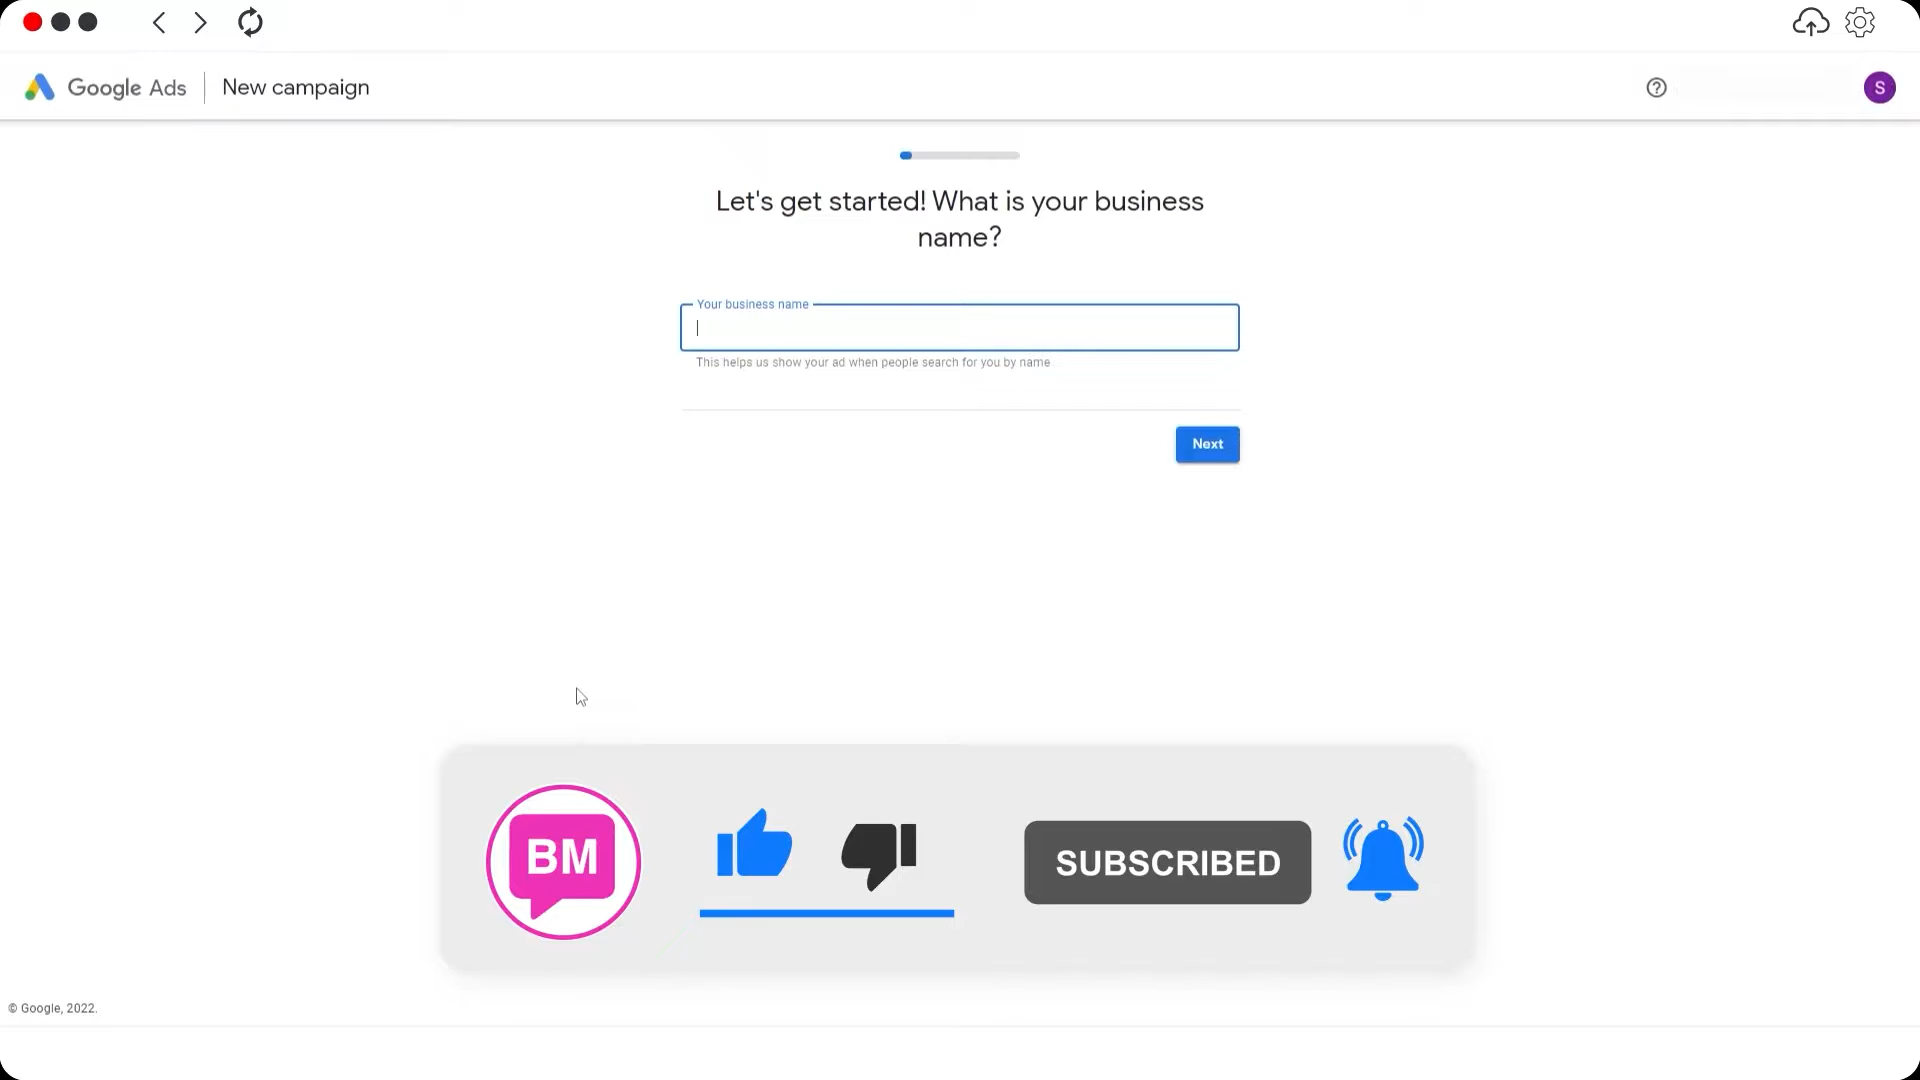 Google Ads New campaign
S
Let's get started! What is your business
name?
Your business name
This helps us show your ad when people search for you by name
Next
BM
SUBSCRIBED
© Google, 2022.